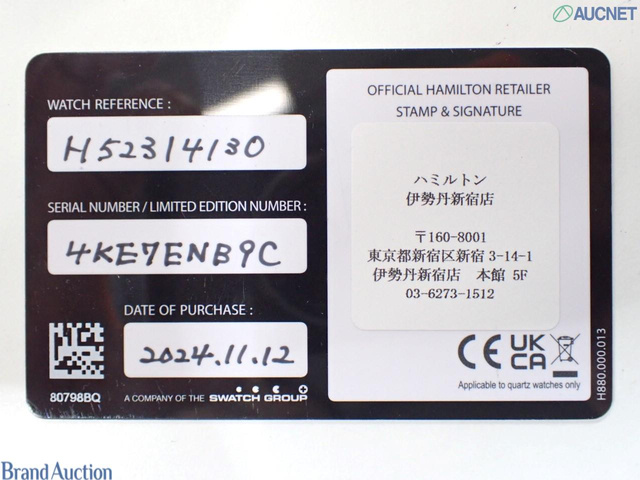 AUCNET
WATCH REFERENCE :
H52314130
SERIAL NUMBER / LIMITED EDITION NUMBER :
4KE7ENB9C
DATE OF PURCHASE :
2024.11.12
80798BQ
A COMPANY OF THE SWATCH GROUP
OFFICIAL HAMILTON RETAILER
STAMP & SIGNATURE
ハミルトン
伊勢丹新宿店
〒160-8001
東京都新宿区新宿 3-14-1
伊勢丹新宿店 本館 5F
03-6273-1512
CE UK CA
Applicable to quartz watches only
H880.000.013
Brand Auction